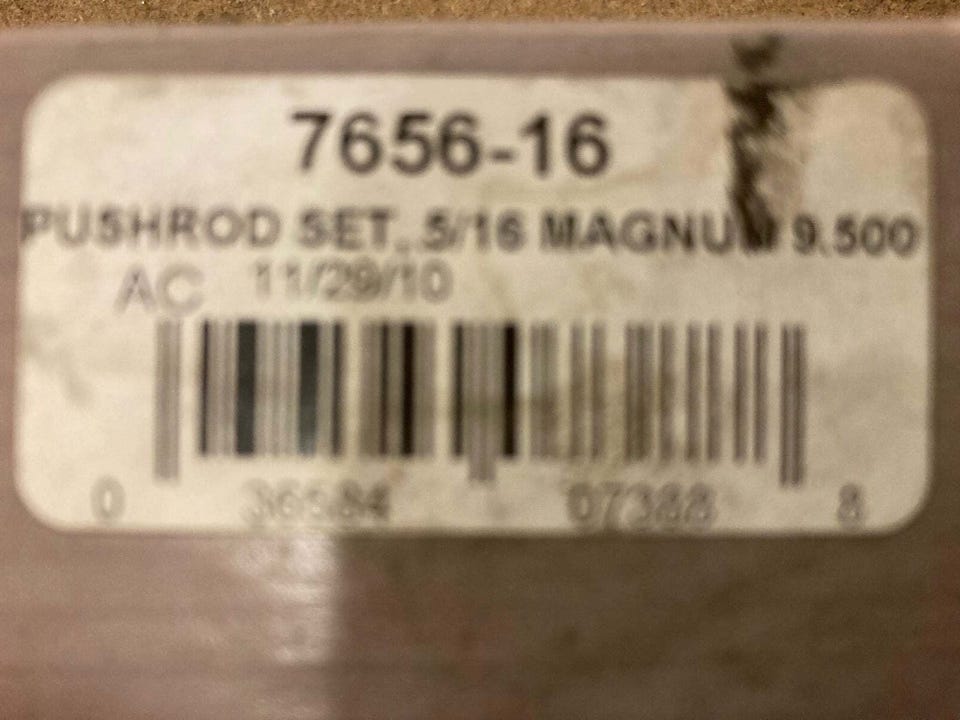 7656-16
PUSHROD SET, 5/16 MAGNUM 9.500
AC 11/29/10
0 36584 07388 8